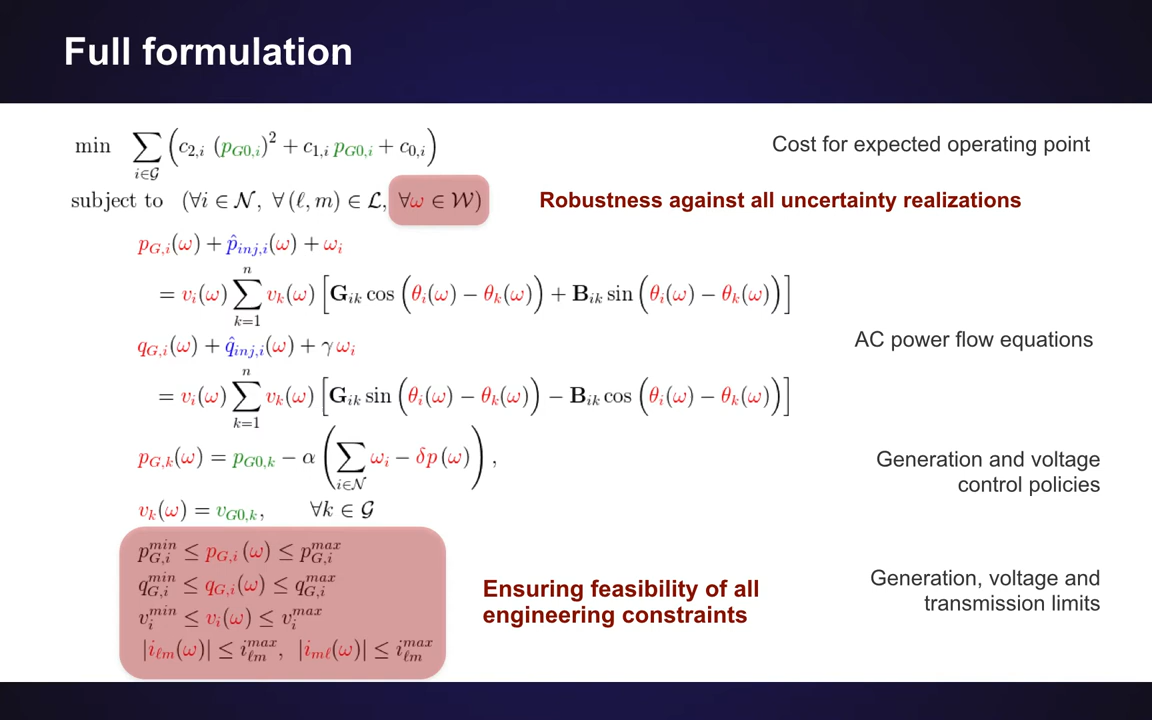 Full formulation
min ∑_{i∈𝒢} (c_{2,i} (p_{G0,i})² + c_{1,i} p_{G0,i} + c_{0,i})
Cost for expected operating point
subject to (∀i ∈ 𝒩, ∀(ℓ, m) ∈ ℒ, ∀ω ∈ 𝒲)
Robustness against all uncertainty realizations
p_{G,i}(ω) + p̂_{inj,i}(ω) + ω_i
= v_i(ω) ∑_{k=1}^{n} v_k(ω) [G_{ik} cos (θ_i(ω) − θ_k(ω)) + B_{ik} sin (θ_i(ω) − θ_k(ω))]
q_{G,i}(ω) + q̂_{inj,i}(ω) + γ ω_i
AC power flow equations
= v_i(ω) ∑_{k=1}^{n} v_k(ω) [G_{ik} sin (θ_i(ω) − θ_k(ω)) − B_{ik} cos (θ_i(ω) − θ_k(ω))]
p_{G,k}(ω) = p_{G0,k} − α (∑_{i∈𝒩} ω_i − δp (ω)) ,
Generation and voltage
control policies
v_k(ω) = v_{G0,k}, ∀k ∈ 𝒢
p_{G,i}^{min} ≤ p_{G,i} (ω) ≤ p_{G,i}^{max}
q_{G,i}^{min} ≤ q_{G,i}(ω) ≤ q_{G,i}^{max}
v_i^{min} ≤ v_i(ω) ≤ v_i^{max}
|i_{ℓm}(ω)| ≤ i_{ℓm}^{max}, |i_{mℓ}(ω)| ≤ i_{ℓm}^{max}
Ensuring feasibility of all
engineering constraints
Generation, voltage and
transmission limits